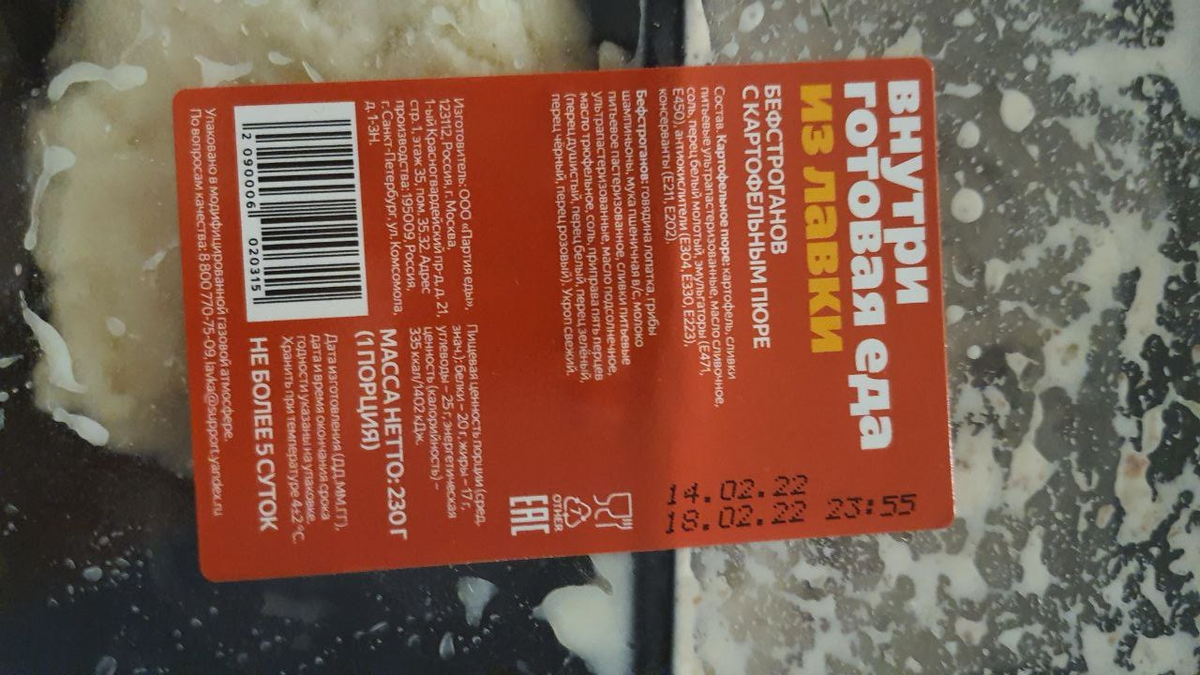 внутри
готовая еда
из лавки
БЕФСТРОГАНОВ
С КАРТОФЕЛЬНЫМ ПЮРЕ
Состав. Картофельное пюре: картофель, сливки
питьевые ультрапастеризованные, масло сливочное,
соль, перец белый молотый, эмульгаторы (Е471,
Е450), антиокислители (Е304, Е330, Е223),
консерванты (Е211, Е202).
Бефстроганов: говядина лопатка, грибы
шампиньоны, мука пшеничная в/с, молоко
питьевое пастеризованное, сливки питьевые
ультрапастеризованные, масло подсолнечное,
масло трюфельное, соль, приправа пять перцев
(перец душистый, перец белый, перец зелёный,
перец чёрный, перец розовый). Укроп свежий.
14.02.22
18.02.22 23:55
ЕАС
OTHER
Изготовитель: ООО «Партия еды»,
123112, Россия, г. Москва,
1-ый Красногвардейский пр-д, д. 21,
стр. 1, этаж 35, пом. 35.32. Адрес
производства: 195009, Россия,
г. Санкт-Петербург, ул. Комсомола,
д. 1-3Н.
Пищевая ценность порции (сред.
знач.), белки – 20 г, жиры – 17 г,
углеводы – 25 г, энергетическая
ценность (калорийность) –
335 ккал/1402 кДж.
МАССА НЕТТО: 230 Г
(1 ПОРЦИЯ)
2 090006 020315
Дата изготовления (ДД.ММ.ГГ),
дата и время окончания срока
годности указаны на упаковке.
Хранить при температуре 4±2 °С.
НЕ БОЛЕЕ 5 СУТОК
Упаковано в модифицированной газовой атмосфере.
По вопросам качества: 8 800 770-75-09, lavka@support.yandex.ru